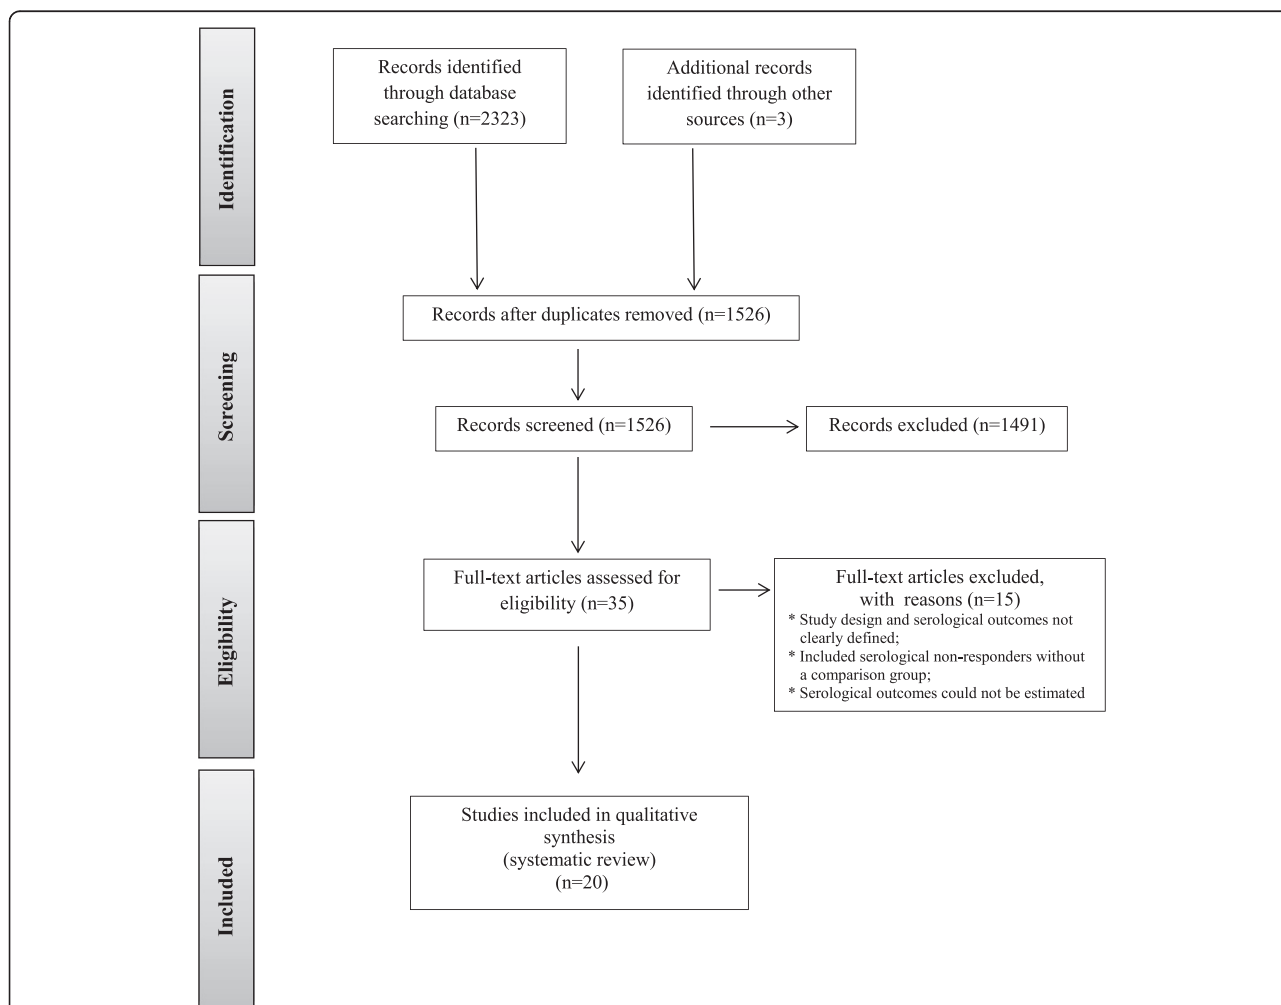 Identification
Records identified
through database
searching (n=2323)
Additional records
identified through other
sources (n=3)
Screening
Records after duplicates removed (n=1526)
Records screened (n=1526)
Records excluded (n=1491)
Eligibility
Full-text articles assessed for
eligibility (n=35)
Full-text articles excluded,
with reasons (n=15)
* Study design and serological outcomes not
clearly defined;
* Included serological non-responders without
a comparison group;
* Serological outcomes could not be estimated
Included
Studies included in qualitative
synthesis
(systematic review)
(n=20)